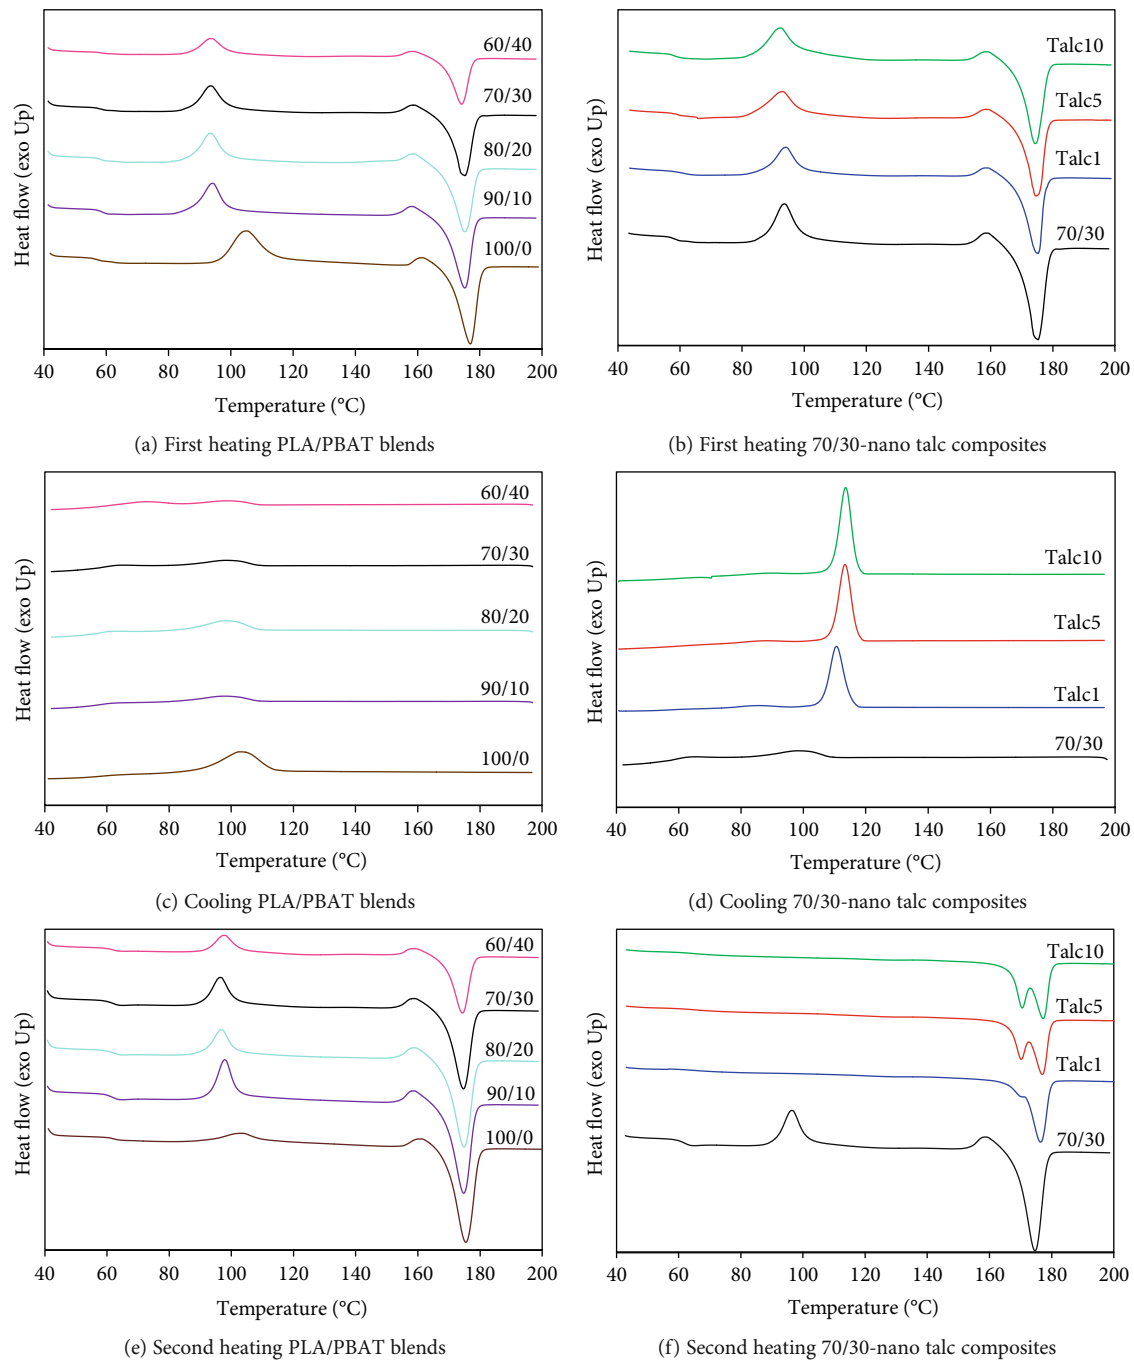 60/40
70/30
80/20
90/10
100/0
Heat flow (exo Up)
40 60 80 100 120 140 160 180 200
Temperature (°C)
(a) First heating PLA/PBAT blends
Talc10
Talc5
Talc1
70/30
Heat flow (exo Up)
40 60 80 100 120 140 160 180 200
Temperature (°C)
(b) First heating 70/30-nano talc composites
60/40
70/30
80/20
90/10
100/0
Heat flow (exo Up)
40 60 80 100 120 140 160 180 200
Temperature (°C)
(c) Cooling PLA/PBAT blends
Talc10
Talc5
Talc1
70/30
Heat flow (exo Up)
40 60 80 100 120 140 160 180 200
Temperature (°C)
(d) Cooling 70/30-nano talc composites
60/40
70/30
80/20
90/10
100/0
Heat flow (exo Up)
40 60 80 100 120 140 160 180 200
Temperature (°C)
(e) Second heating PLA/PBAT blends
Talc10
Talc5
Talc1
70/30
Heat flow (exo Up)
40 60 80 100 120 140 160 180 200
Temperature (°C)
(f) Second heating 70/30-nano talc composites